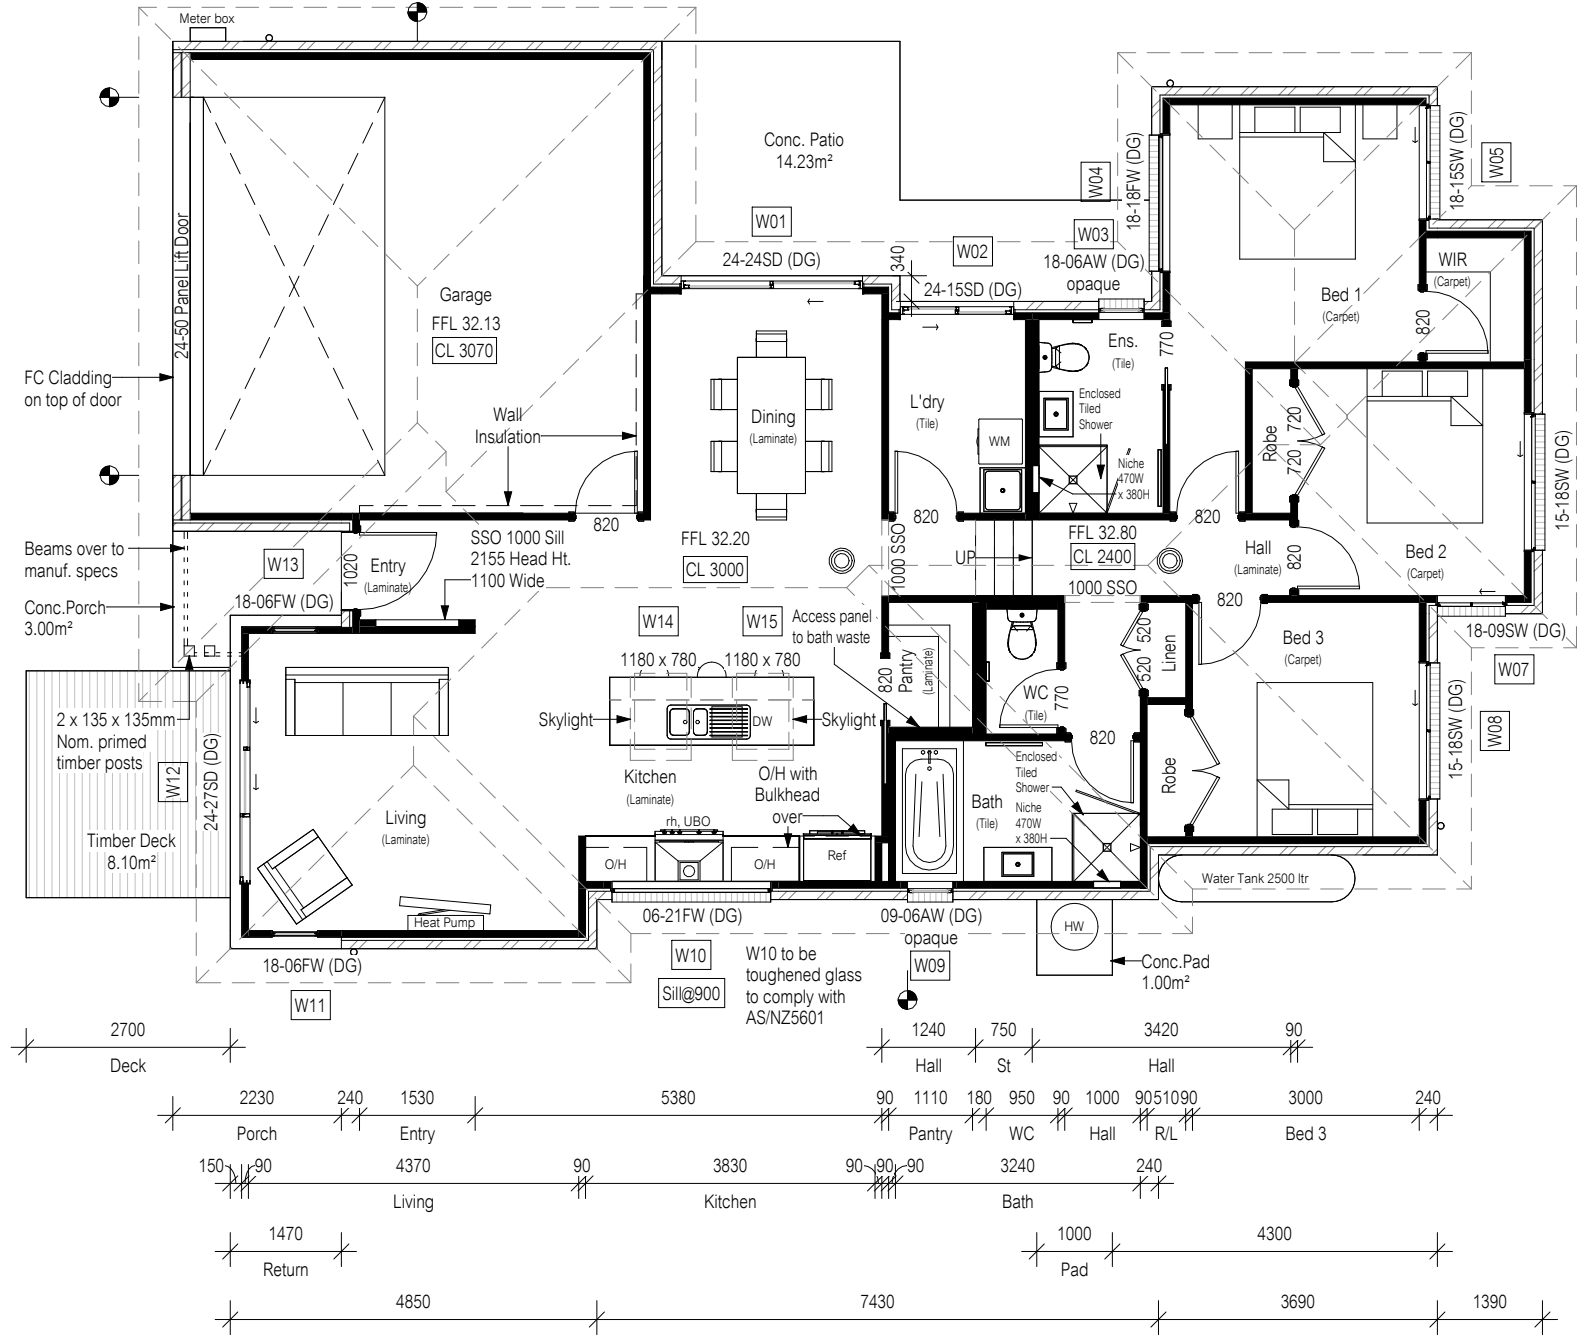 Meter box
Conc. Patio
14.23m²
W01
24-24SD (DG)
340
W02
24-15SD (DG)
W03
18-06AW (DG)
opaque
W04
18-18FW (DG)
18-15SW (DG)
W05
24-50 Panel Lift Door
Garage
FFL 32.13
CL 3070
FC Cladding
on top of door
Wall
Insulation
Dining
(Laminate)
L'dry
(Tile)
WM
Ens.
(Tile)
770
Enclosed
Tiled
Shower
Niche
470W
x 380H
Bed 1
(Carpet)
WIR
(Carpet)
820
Robe
720
720
15-18SW (DG)
820
SSO 1000 Sill
2155 Head Ht.
1100 Wide
FFL 32.20
CL 3000
820
1000 SSO
UP
FFL 32.80
CL 2400
1000 SSO
820
Hall
(Laminate)
820
Bed 2
(Carpet)
Beams over to
manuf. specs
W13
1020
Entry
(Laminate)
18-06FW (DG)
Conc.Porch
3.00m²
W14
W15
1180 x 780
1180 x 780
Access panel
to bath waste
820
Pantry
(Laminate)
WC
(Tile)
770
520
520
Linen
820
Bed 3
(Carpet)
18-09SW (DG)
W07
15-18SW (DG)
W08
2 x 135 x 135mm
Nom. primed
timber posts
W12
24-27SD (DG)
Skylight
DW
Skylight
Kitchen
(Laminate)
O/H with
Bulkhead
over
820
Enclosed
Tiled
Shower
Bath
(Tile)
Niche
470W
x 380H
Robe
Timber Deck
8.10m²
Living
(Laminate)
rh, UBO
O/H
O/H
Ref
Water Tank 2500 ltr
Heat Pump
18-06FW (DG)
W11
06-21FW (DG)
W10
Sill@900
W10 to be
toughened glass
to comply with
AS/NZ5601
09-06AW (DG)
opaque
W09
HW
Conc.Pad
1.00m²
2700 1240 750 3420 90
Deck Hall St Hall
2230 240 1530 5380 90 1110 180 950 90 1000 90 510 90 3000 240
Porch Entry Pantry WC Hall R/L Bed 3
150 90 4370 90 3830 90 90 90 3240 240
Living Kitchen Bath
1470 1000 4300
Return Pad
4850 7430 3690 1390